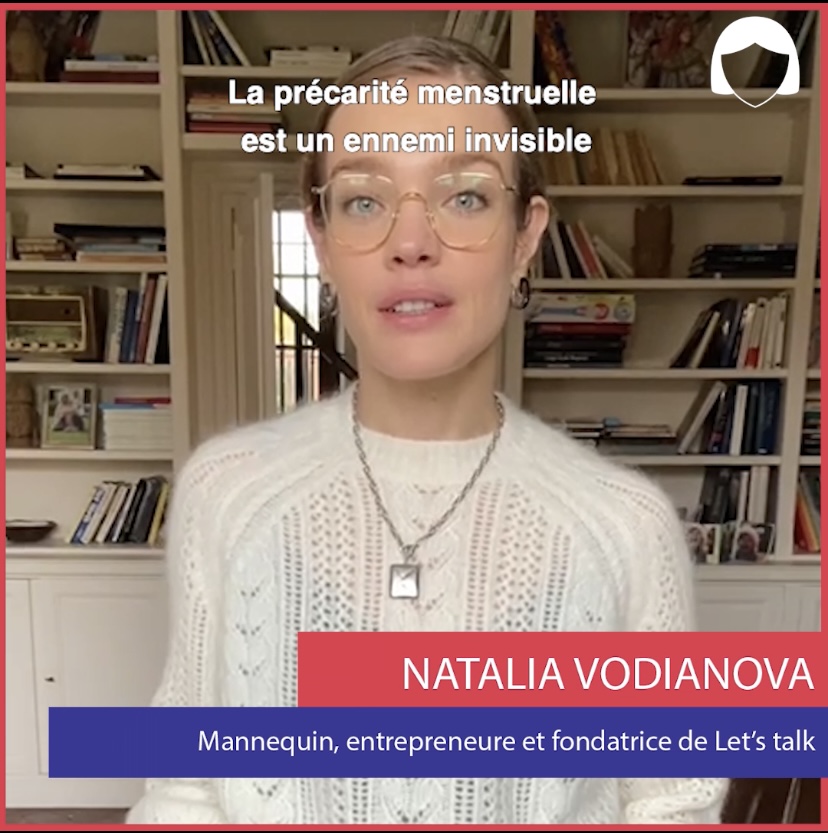 La précarité menstruelle
est un ennemi invisible
NATALIA VODIANOVA
Mannequin, entrepreneure et fondatrice de Let's talk